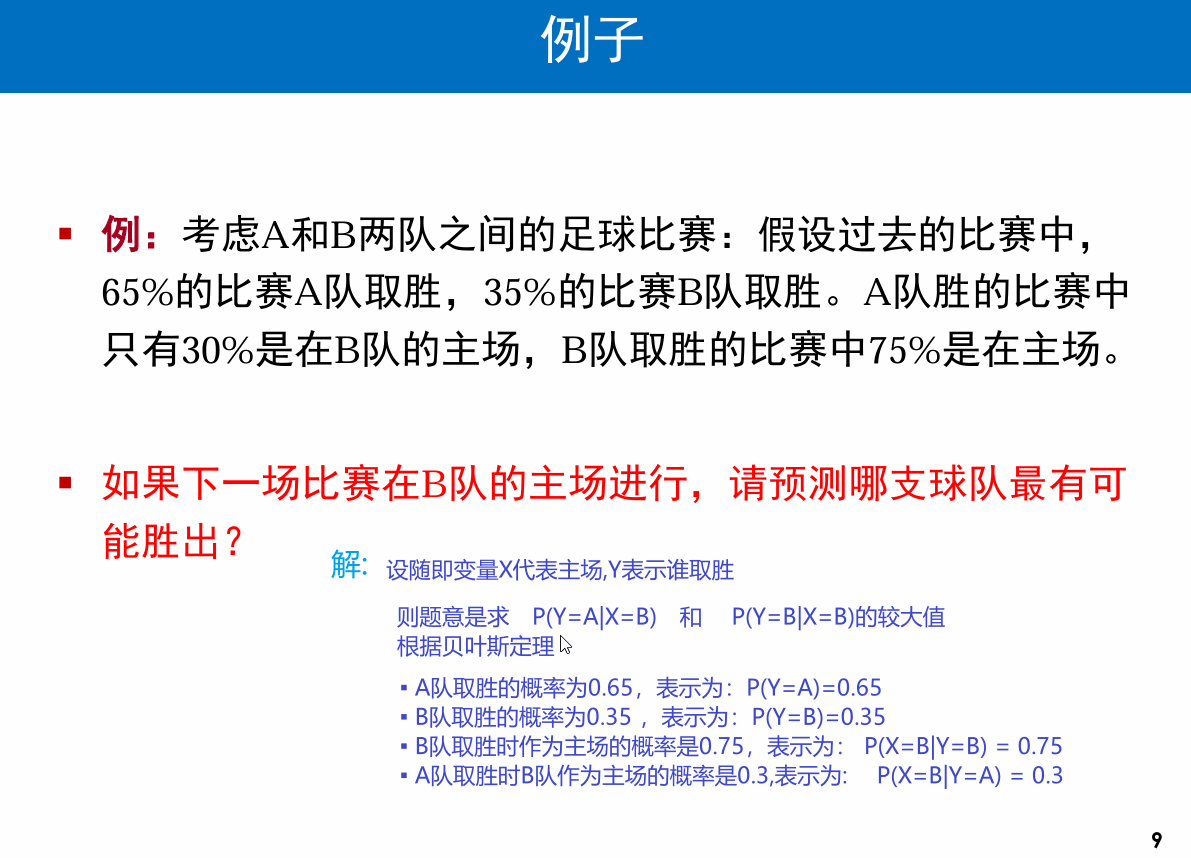 例子
▪ 例：考虑A和B两队之间的足球比赛：假设过去的比赛中，
65%的比赛A队取胜，35%的比赛B队取胜。A队胜的比赛中
只有30%是在B队的主场，B队取胜的比赛中75%是在主场。
▪ 如果下一场比赛在B队的主场进行，请预测哪支球队最有可
能胜出？
解: 设随即变量X代表主场,Y表示谁取胜
则题意是求 P(Y=A|X=B) 和 P(Y=B|X=B)的较大值
根据贝叶斯定理
▪ A队取胜的概率为0.65，表示为：P(Y=A)=0.65
▪ B队取胜的概率为0.35 ，表示为：P(Y=B)=0.35
▪ B队取胜时作为主场的概率是0.75，表示为： P(X=B|Y=B) = 0.75
▪ A队取胜时B队作为主场的概率是0.3,表示为: P(X=B|Y=A) = 0.3
9